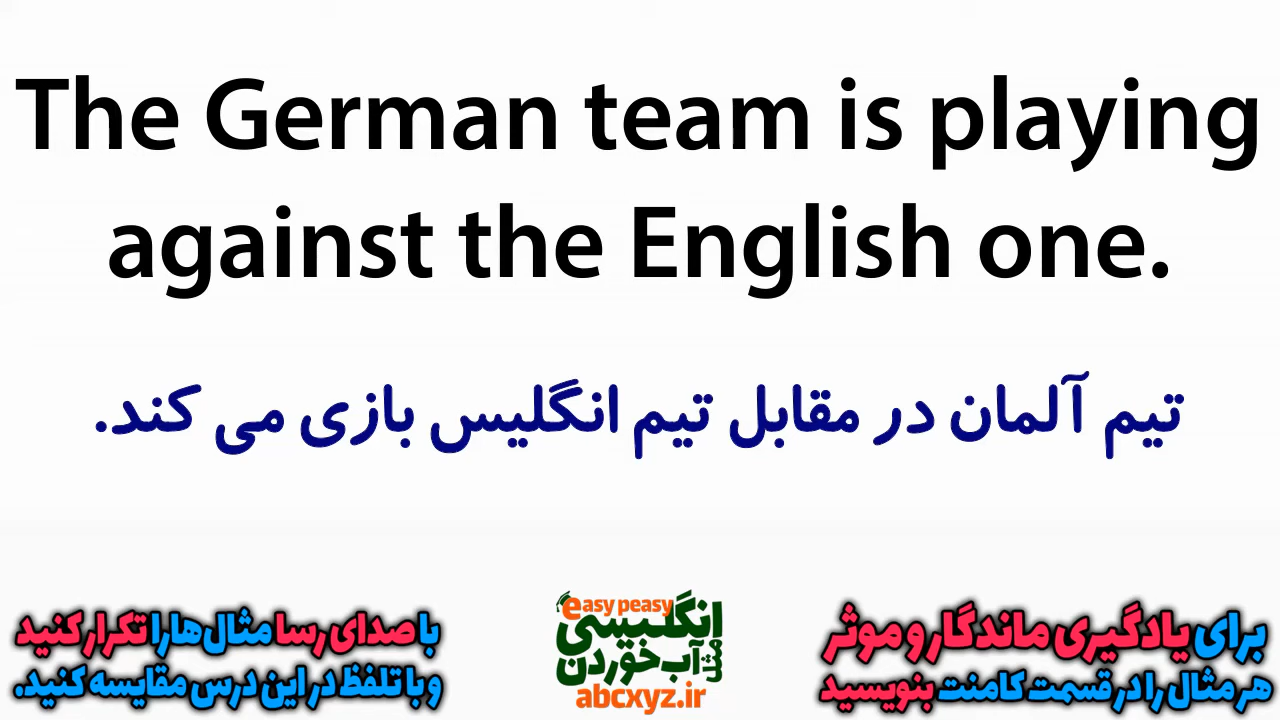 The German team is playing
against the English one.
تیم آلمان در مقابل تیم انگلیس بازی می کند.
با صدای رسا مثال‌ها را تکرار کنید
و با تلفظ در این درس مقایسه کنید.
easy peasy
انگلیسی
مثل آب خوردن
abcxyz.ir
برای یادگیری ماندگار و موثر
هر مثال را در قسمت کامنت بنویسید